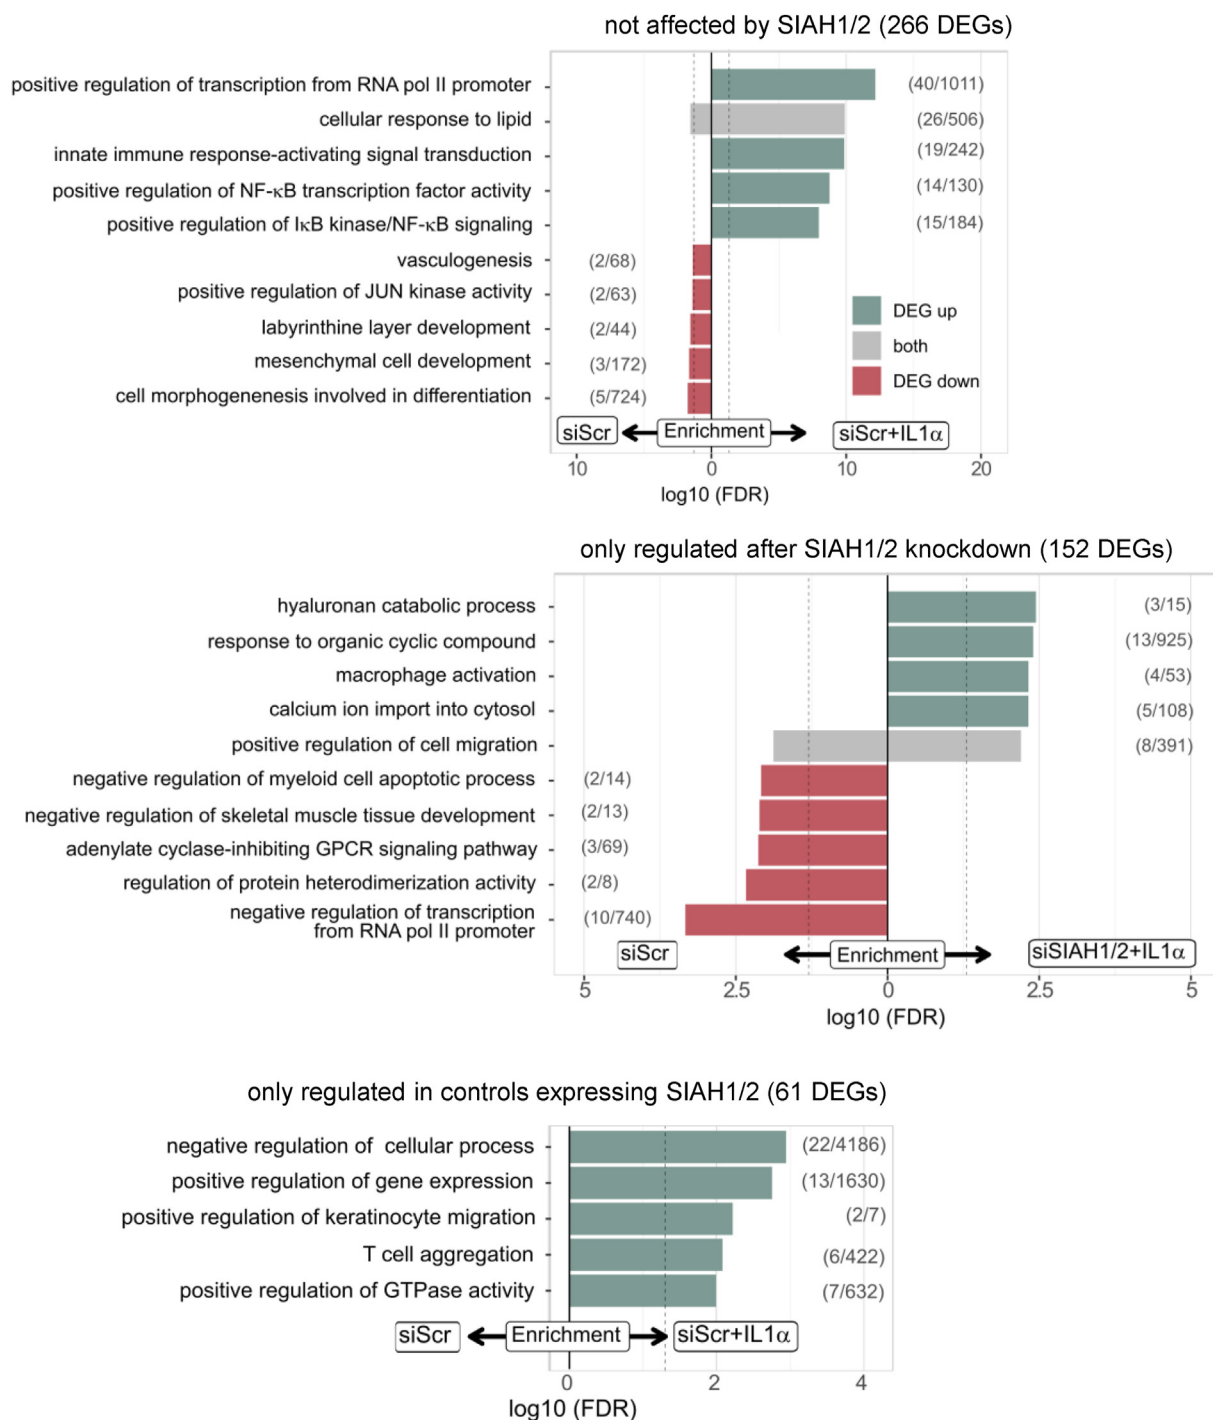 not affected by SIAH1/2 (266 DEGs)
positive regulation of transcription from RNA pol II promoter (40/1011)
cellular response to lipid (26/506)
innate immune response-activating signal transduction (19/242)
positive regulation of NF-κB transcription factor activity (14/130)
positive regulation of IκB kinase/NF-κB signaling (15/184)
vasculogenesis (2/68)
positive regulation of JUN kinase activity (2/63)
labyrinthine layer development (2/44)
mesenchymal cell development (3/172)
cell morphogenenesis involved in differentiation (5/724)
DEG up
both
DEG down
siScr Enrichment siScr+IL1α
10 0 10 20
log10 (FDR)
only regulated after SIAH1/2 knockdown (152 DEGs)
hyaluronan catabolic process (3/15)
response to organic cyclic compound (13/925)
macrophage activation (4/53)
calcium ion import into cytosol (5/108)
positive regulation of cell migration (8/391)
negative regulation of myeloid cell apoptotic process (2/14)
negative regulation of skeletal muscle tissue development (2/13)
adenylate cyclase-inhibiting GPCR signaling pathway (3/69)
regulation of protein heterodimerization activity (2/8)
negative regulation of transcription
from RNA pol II promoter (10/740)
siScr Enrichment siSIAH1/2+IL1α
5 2.5 0 2.5 5
log10 (FDR)
only regulated in controls expressing SIAH1/2 (61 DEGs)
negative regulation of cellular process (22/4186)
positive regulation of gene expression (13/1630)
positive regulation of keratinocyte migration (2/7)
T cell aggregation (6/422)
positive regulation of GTPase activity (7/632)
siScr Enrichment siScr+IL1α
0 2 4
log10 (FDR)